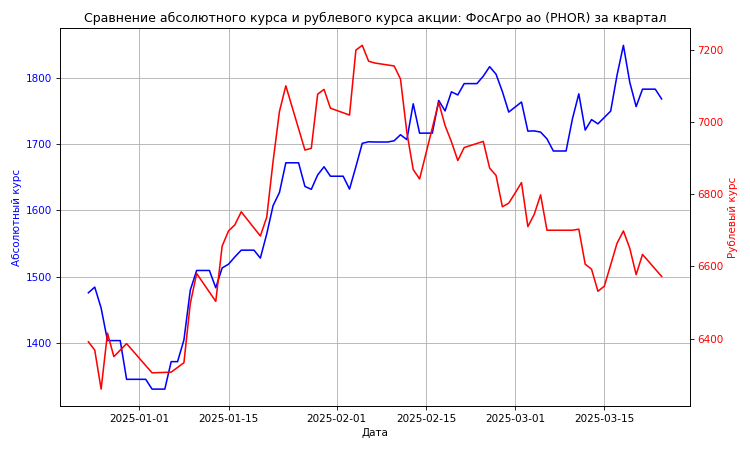 Сравнение абсолютного курса и рублевого курса акции: ФосАгро ао (PHOR) за квартал
Абсолютный курс
1800
1700
1600
1500
1400
7200
7000
6800
6600
6400
Рублевый курс
2025-01-01 2025-01-15 2025-02-01 2025-02-15 2025-03-01 2025-03-15
Дата